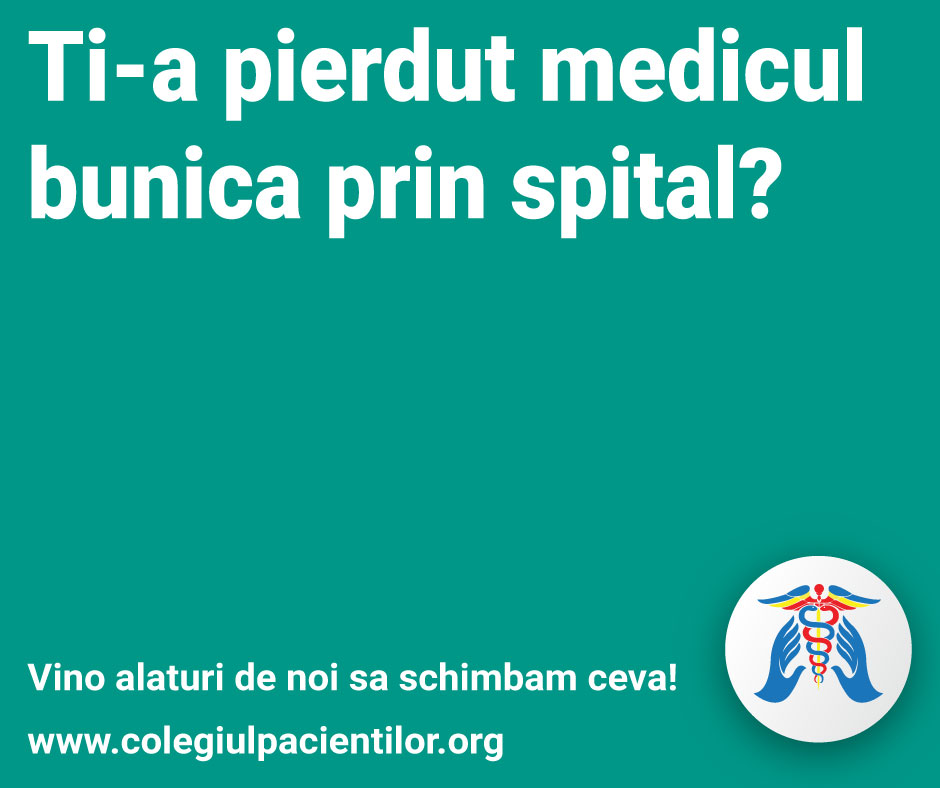 Ti-a pierdut medicul
bunica prin spital?
Vino alaturi de noi sa schimbam ceva!
www.colegiulpacientilor.org